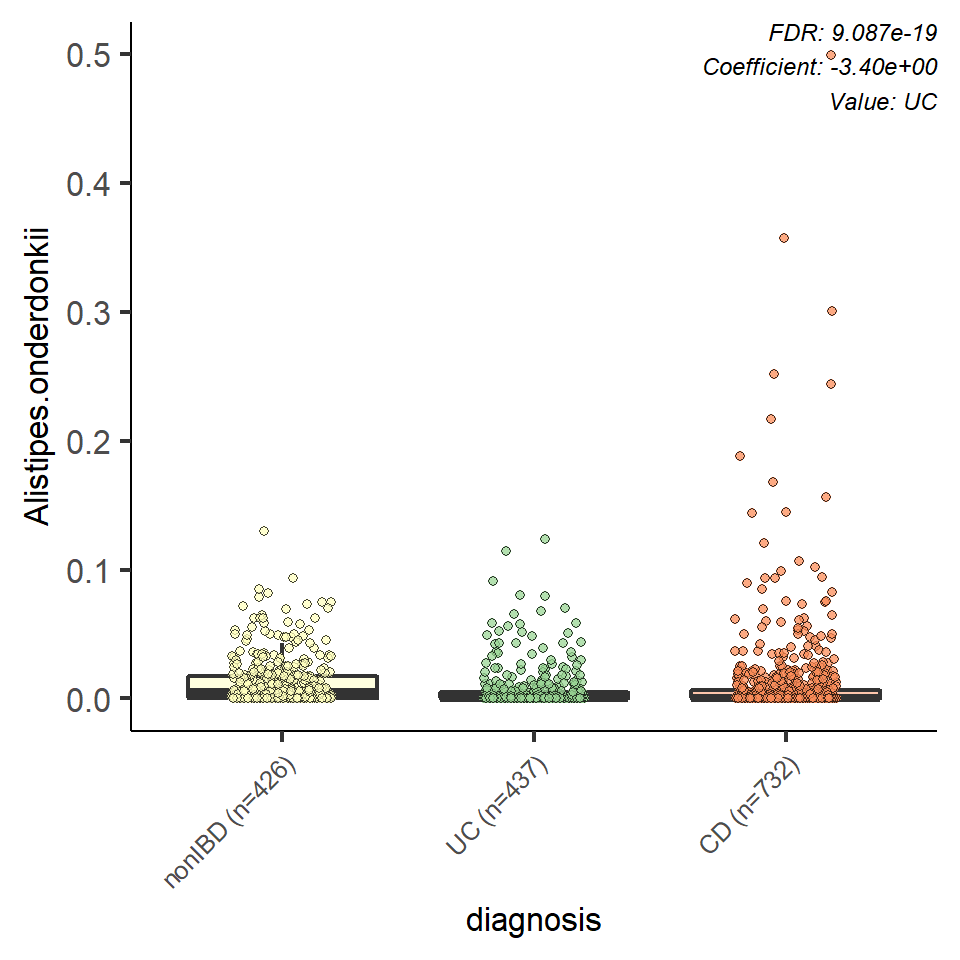 FDR: 9.087e-19
Coefficient: -3.40e+00
Value: UC
Alistipes.onderdonkii
0.5
0.4
0.3
0.2
0.1
0.0
nonIBD (n=426)
UC (n=437)
CD (n=732)
diagnosis